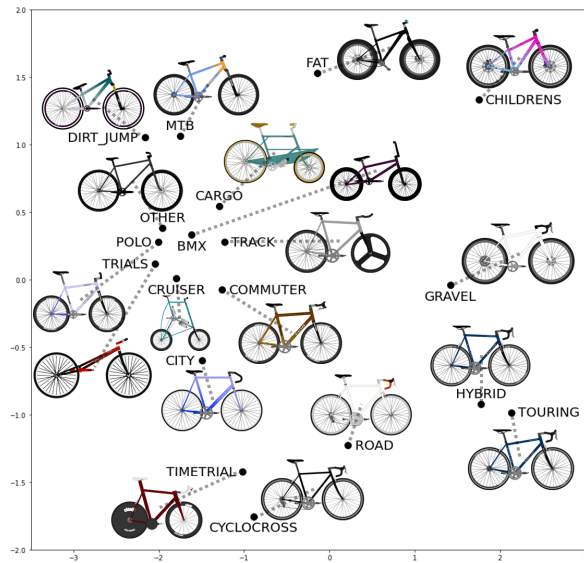 2.0
FAT
1.5
CHILDRENS
MTB
DIRT_JUMP
1.0
CARGO
0.5
OTHER
POLO
BMX
TRACK
TRIALS
0.0
CRUISER
COMMUTER
GRAVEL
−0.5
CITY
HYBRID
−1.0
TOURING
ROAD
TIMETRIAL
−1.5
CYCLOCROSS
−2.0
−3 −2 −1 0 1 2